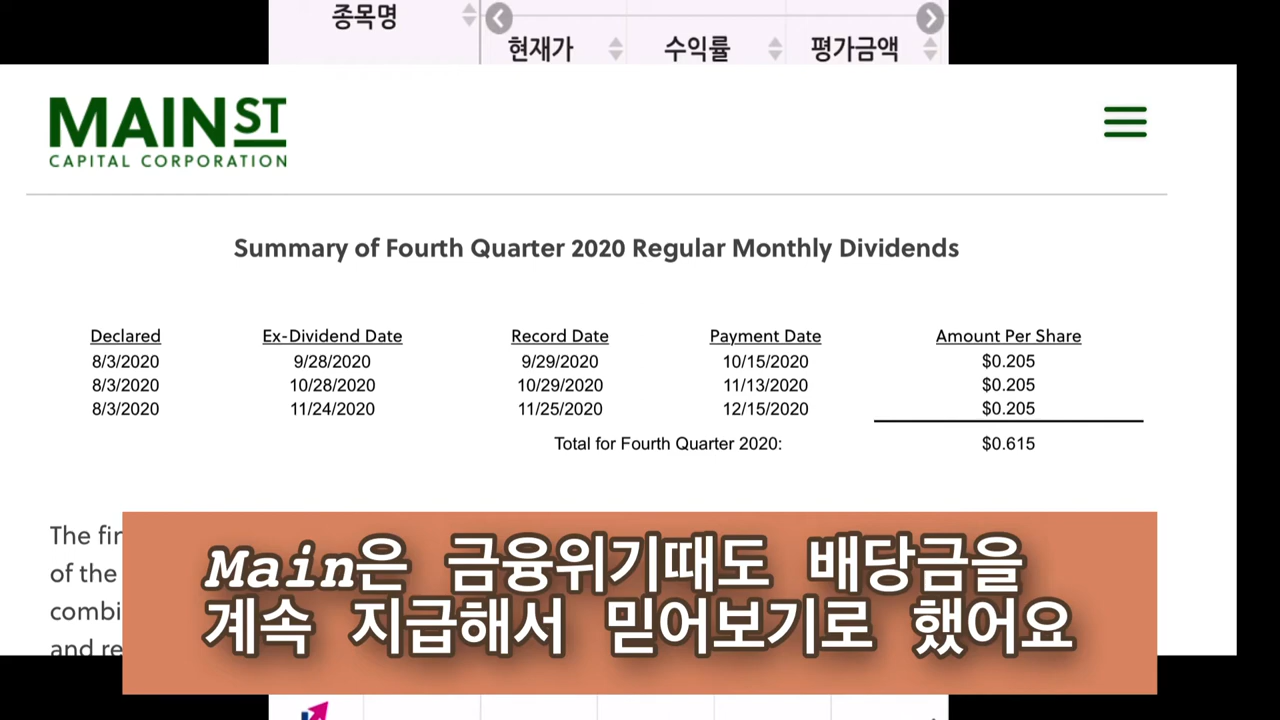 종목명
현재가 수익률 평가금액
MAIN ST
CAPITAL CORPORATION
Summary of Fourth Quarter 2020 Regular Monthly Dividends
Declared Ex-Dividend Date Record Date Payment Date Amount Per Share
8/3/2020 9/28/2020 9/29/2020 10/15/2020 $0.205
8/3/2020 10/28/2020 10/29/2020 11/13/2020 $0.205
8/3/2020 11/24/2020 11/25/2020 12/15/2020 $0.205
Total for Fourth Quarter 2020: $0.615
The fir
of the
combi
and re
Main은 금융위기때도 배당금을
계속 지급해서 믿어보기로 했어요